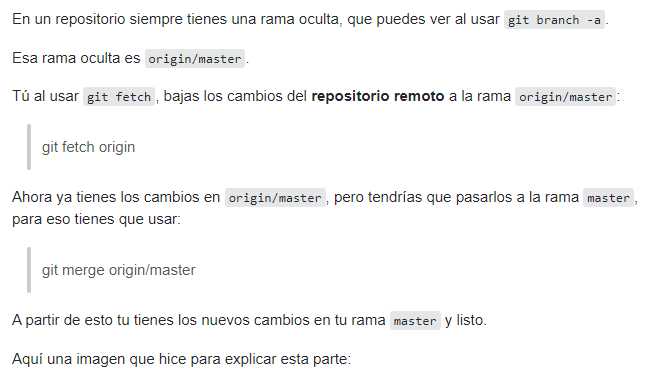 En un repositorio siempre tienes una rama oculta, que puedes ver al usar git branch -a.
Esa rama oculta es origin/master.
Tú al usar git fetch, bajas los cambios del repositorio remoto a la rama origin/master:
git fetch origin
Ahora ya tienes los cambios en origin/master, pero tendrías que pasarlos a la rama master,
para eso tienes que usar:
git merge origin/master
A partir de esto tu tienes los nuevos cambios en tu rama master y listo.
Aquí una imagen que hice para explicar esta parte: